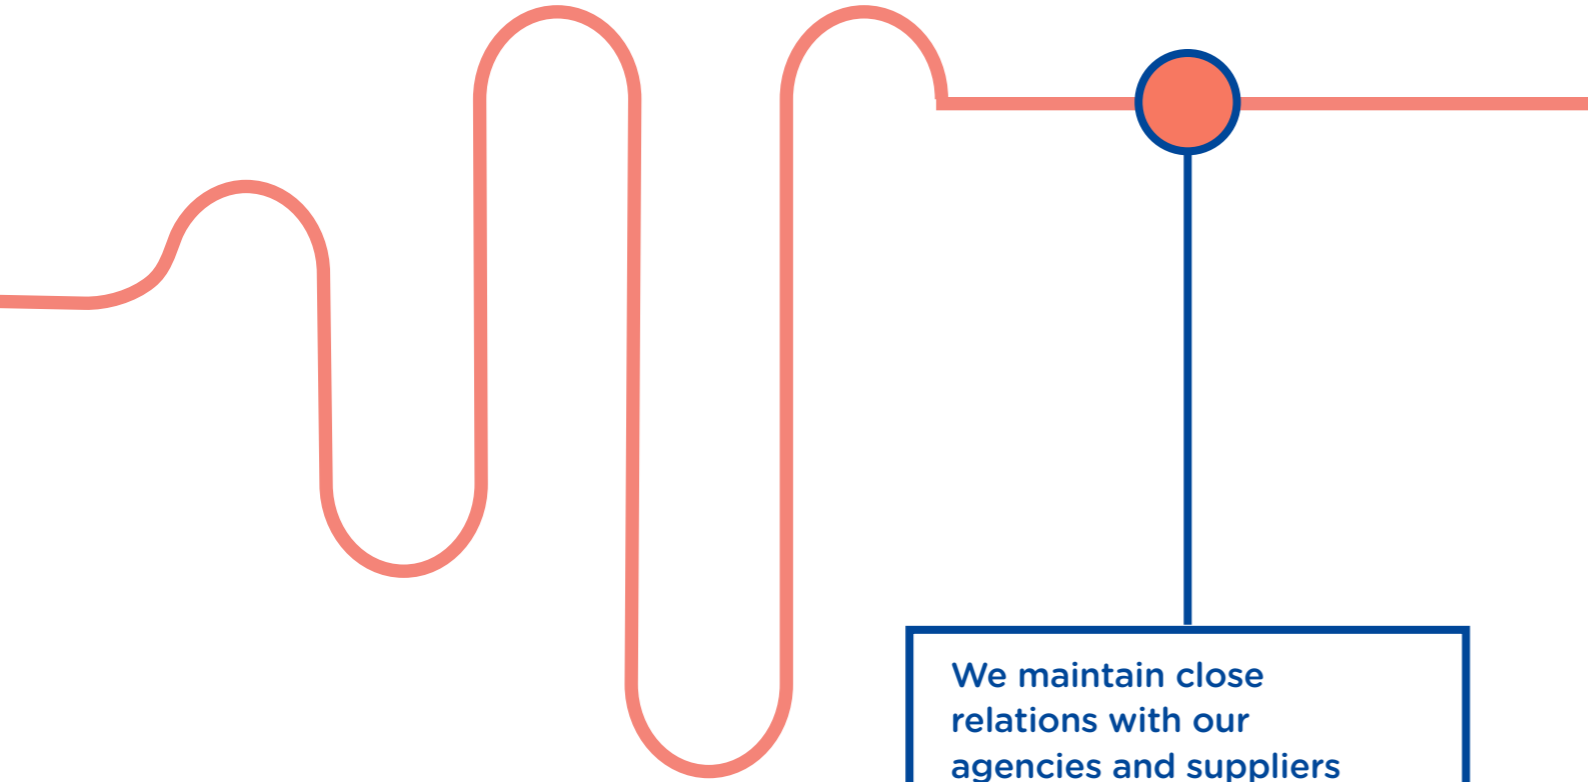 We maintain close
relations with our
agencies and suppliers